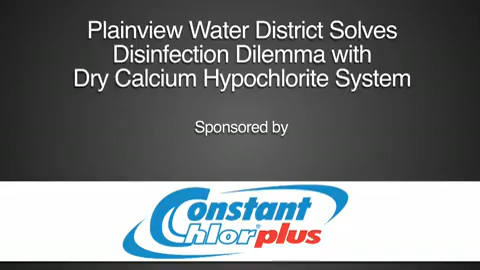 Plainview Water District Solves
Disinfection Dilemma with
Dry Calcium Hypochlorite System
Sponsored by
Constant
Chlor®plus